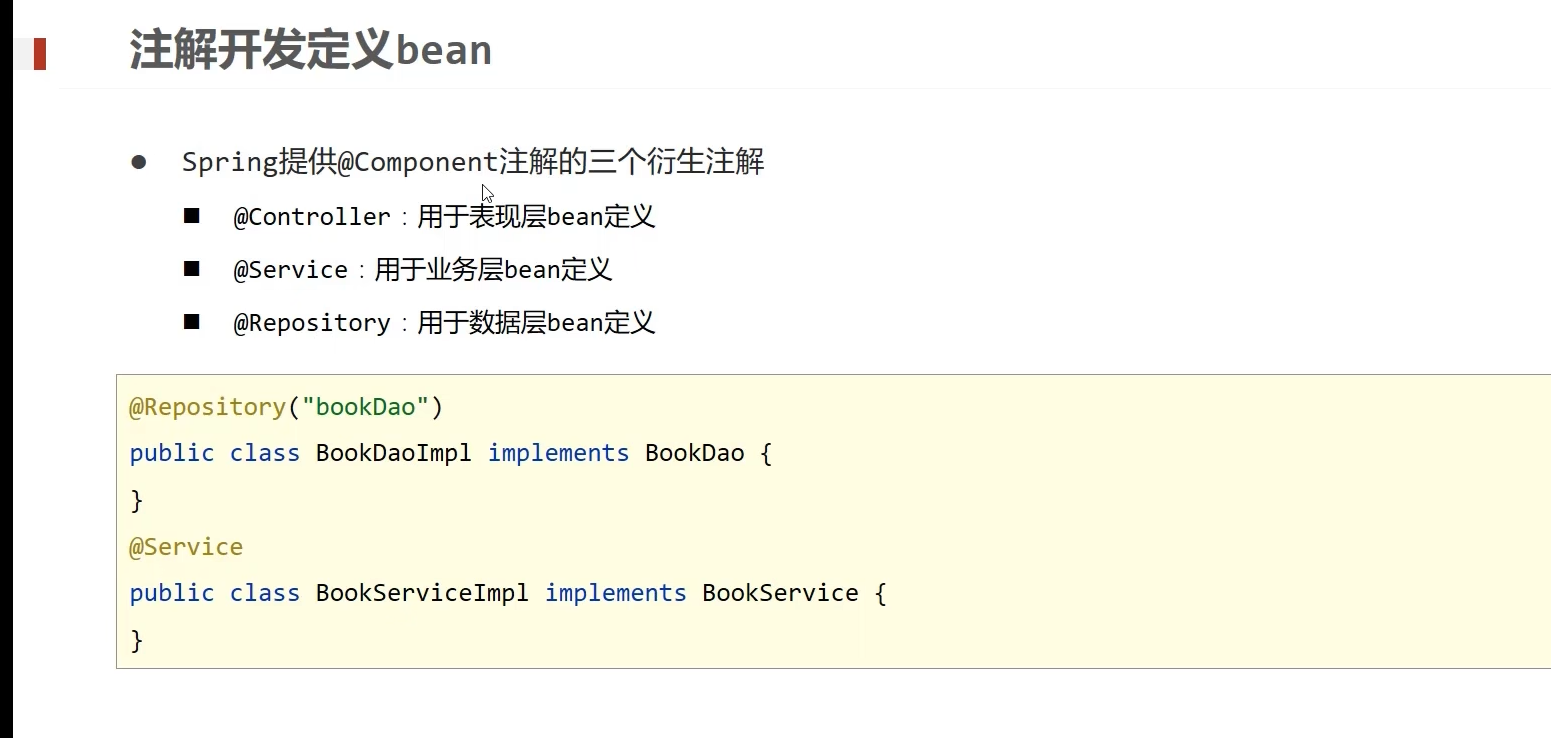 注解开发定义bean
● Spring提供@Component注解的三个衍生注解
■ @Controller：用于表现层bean定义
■ @Service：用于业务层bean定义
■ @Repository：用于数据层bean定义
@Repository("bookDao")
public class BookDaoImpl implements BookDao {
}
@Service
public class BookServiceImpl implements BookService {
}